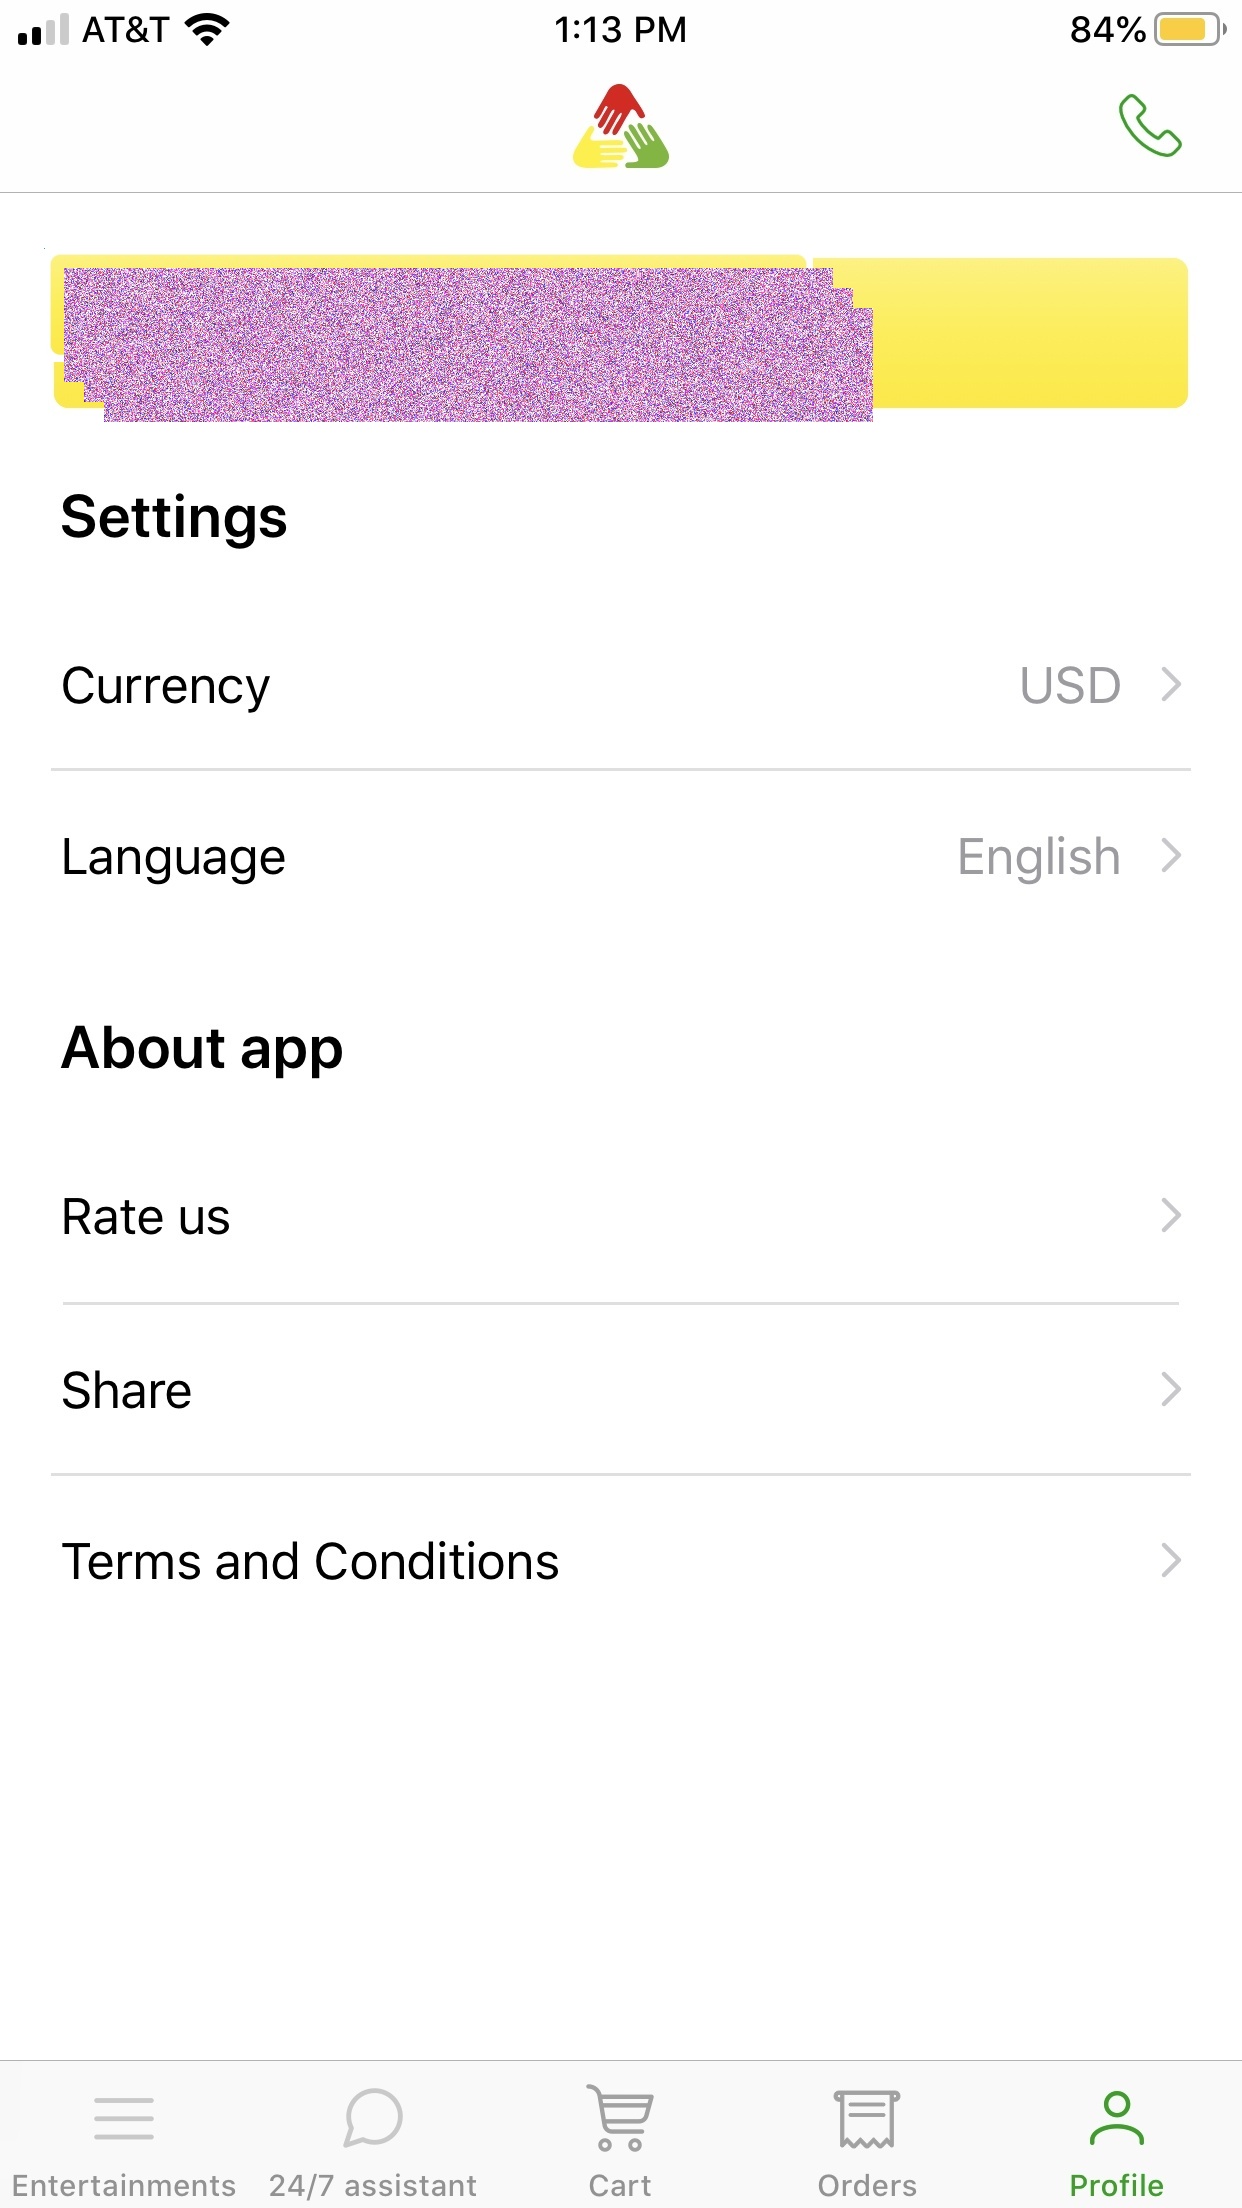 AT&T 1:13 PM 84%
Settings
Currency USD
Language English
About app
Rate us
Share
Terms and Conditions
Entertainments 24/7 assistant Cart Orders Profile